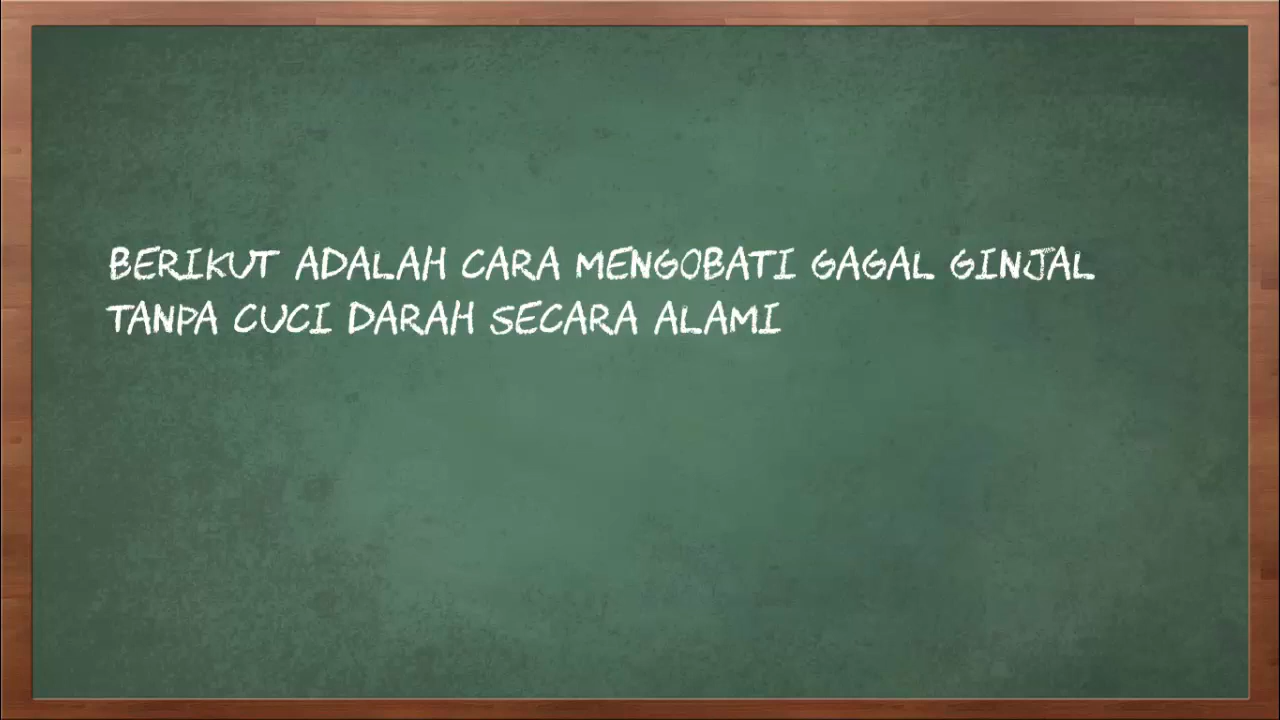 BERIKUT ADALAH CARA MENGOBATI GAGAL GINJAL
TANPA CUCI DARAH SECARA ALAMI